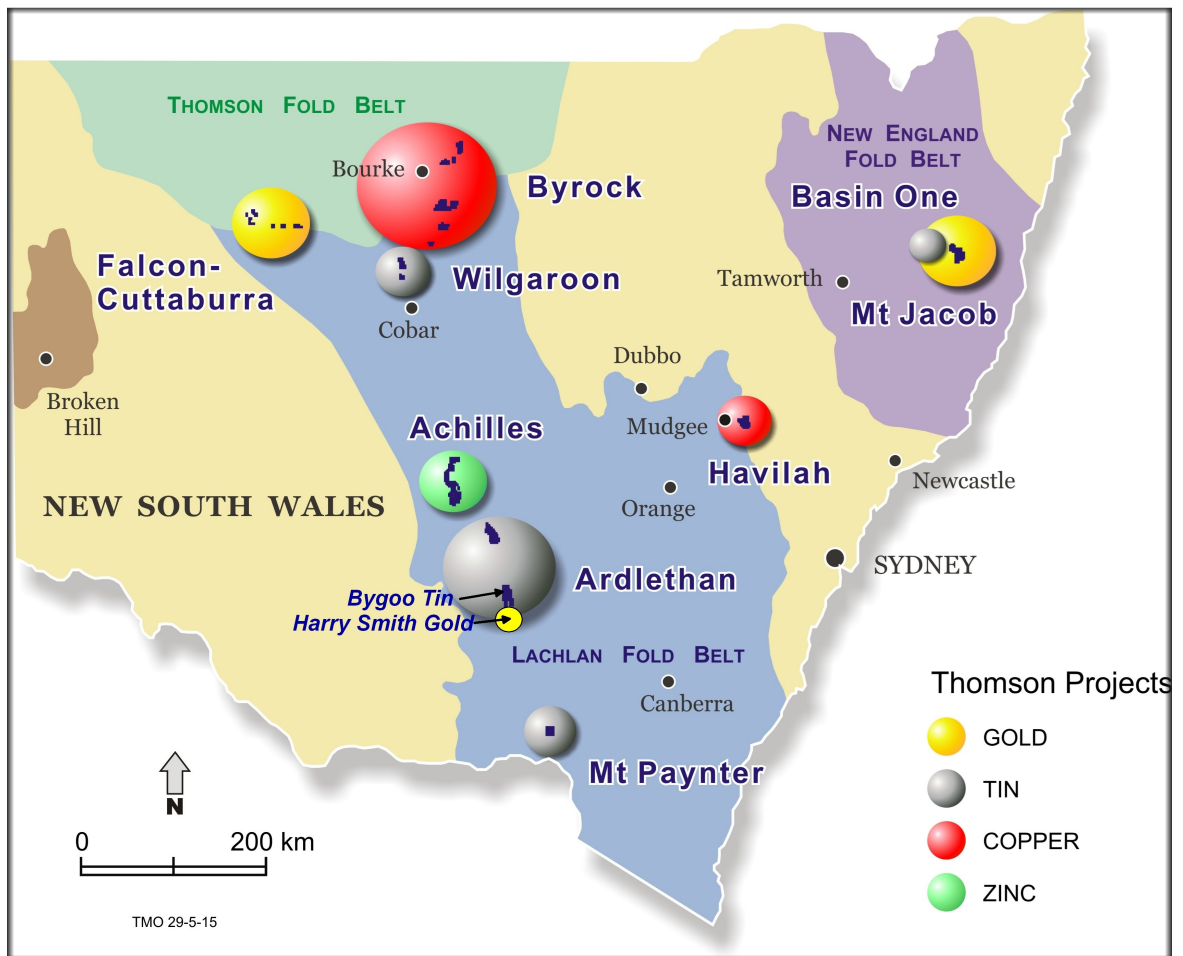 THOMSON FOLD BELT
NEW ENGLAND
FOLD BELT
Bourke
Byrock
Basin One
Falcon-
Cuttaburra
Wilgaroon
Tamworth
Mt Jacob
Cobar
Dubbo
Broken
Hill
Achilles
Mudgee
Havilah
Newcastle
NEW SOUTH WALES
Orange
SYDNEY
Ardlethan
Bygoo Tin
Harry Smith Gold
LACHLAN FOLD BELT
Canberra
Mt Paynter
Thomson Projects
GOLD
TIN
COPPER
ZINC
N
0 200 km
TMO 29-5-15